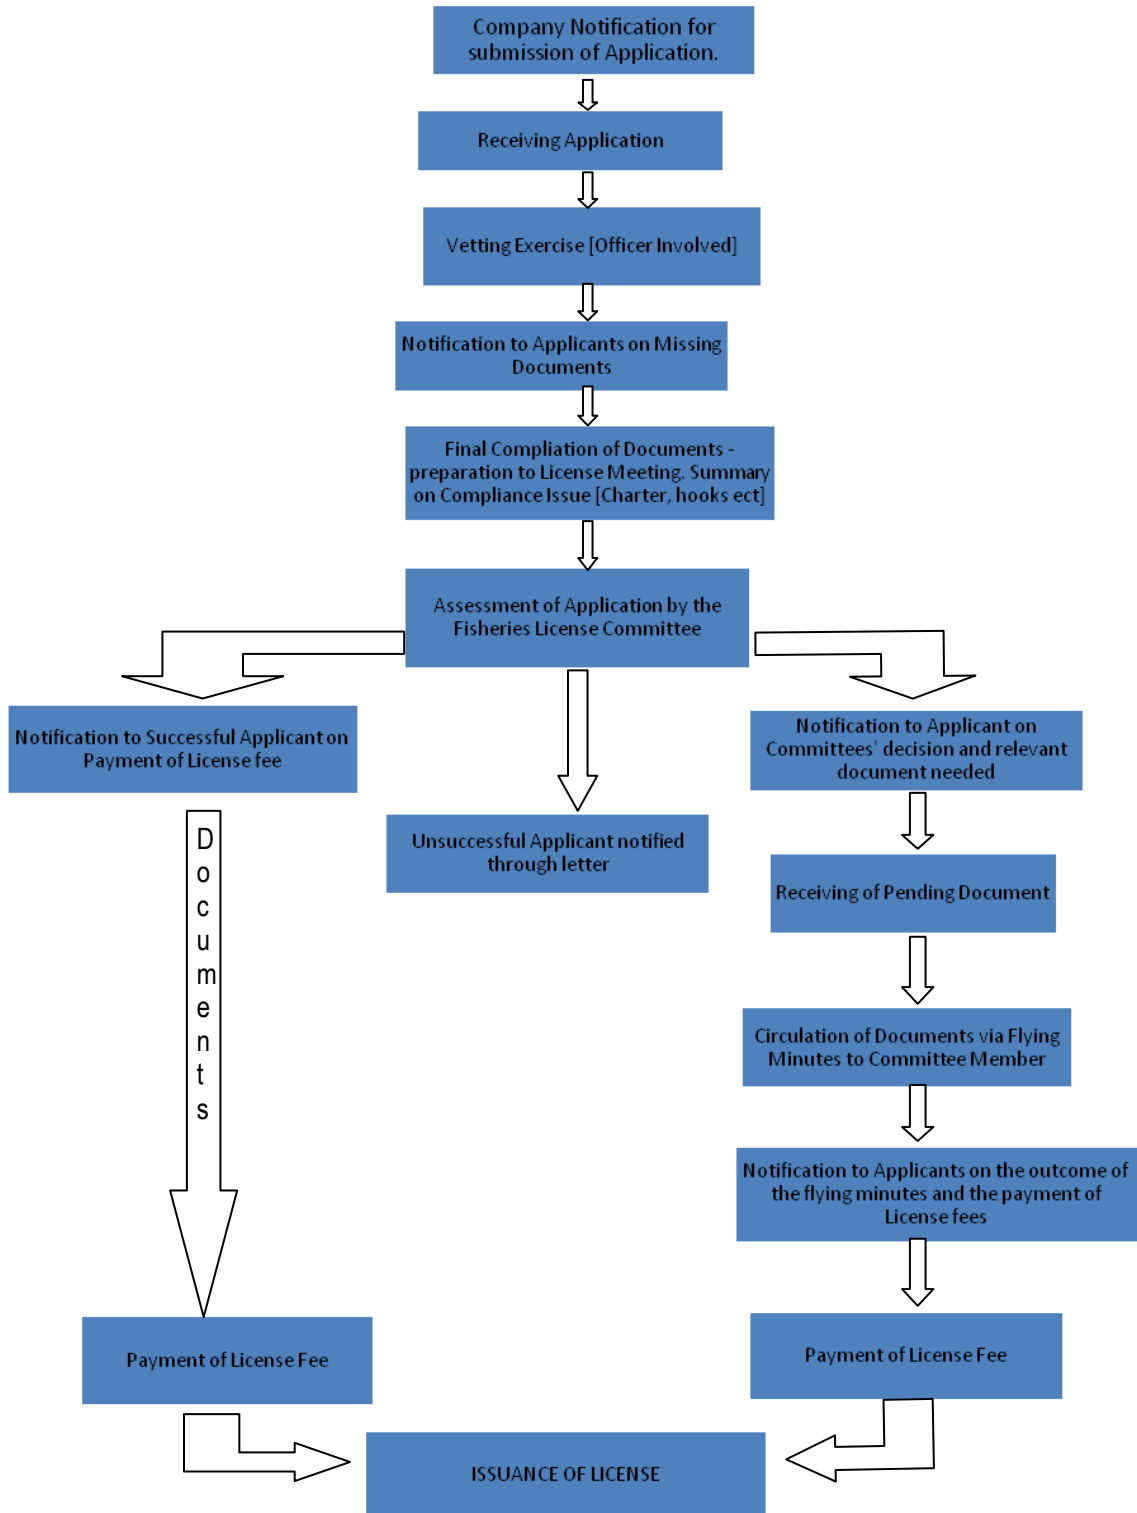 Company Notification for
submission of Application.
Receiving Application
Vetting Exercise [Officer Involved]
Notification to Applicants on Missing
Documents
Final Compliation of Documents -
preparation to License Meeting. Summary
on Compliance Issue [Charter, hooks ect]
Assessment of Application by the
Fisheries License Committee
Notification to Successful Applicant on
Payment of License fee
Documents
Unsuccessful Applicant notified
through letter
Notification to Applicant on
Committees' decision and relevant
document needed
Receiving of Pending Document
Circulation of Documents via Flying
Minutes to Committee Member
Notification to Applicants on the outcome of
the flying minutes and the payment of
License fees
Payment of License Fee
Payment of License Fee
ISSUANCE OF LICENSE